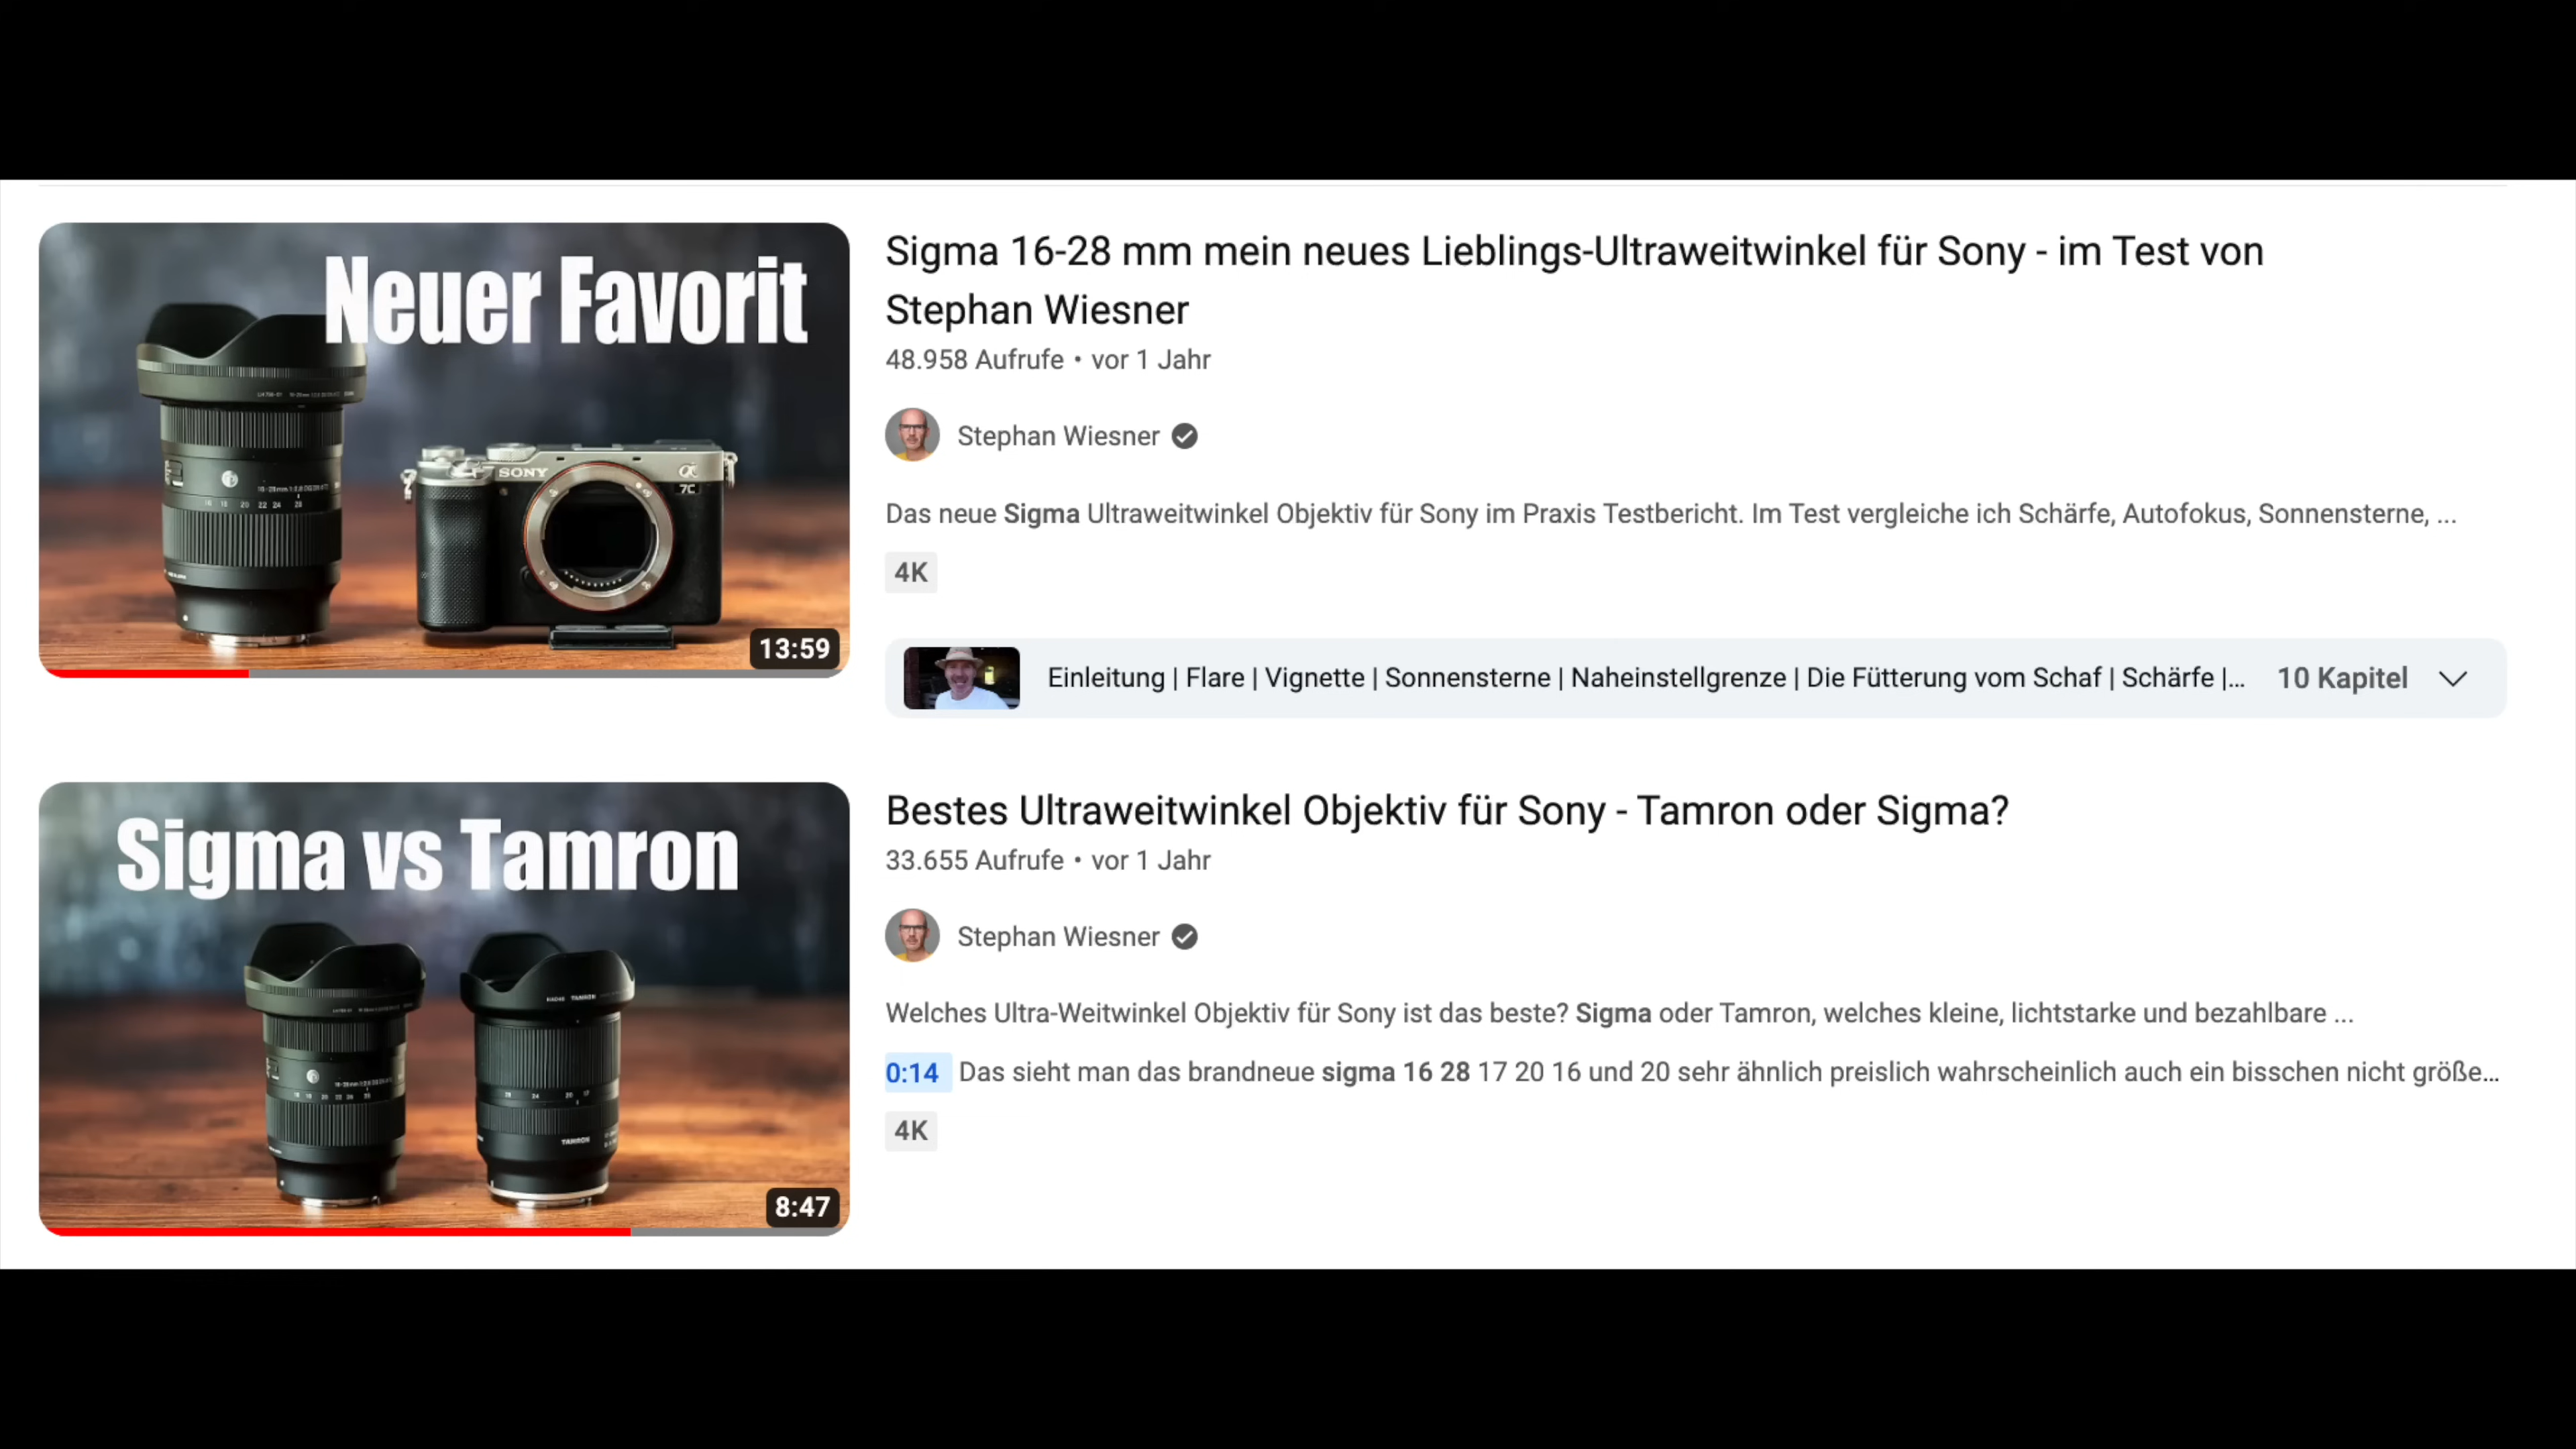 Neuer Favorit
SONY
α
7C
13:59
Sigma 16-28 mm mein neues Lieblings-Ultraweitwinkel für Sony - im Test von
Stephan Wiesner
48.958 Aufrufe • vor 1 Jahr
Stephan Wiesner
Das neue Sigma Ultraweitwinkel Objektiv für Sony im Praxis Testbericht. Im Test vergleiche ich Schärfe, Autofokus, Sonnensterne, ...
4K
Einleitung | Flare | Vignette | Sonnensterne | Naheinstellgrenze | Die Fütterung vom Schaf | Schärfe |...
10 Kapitel
Sigma vs Tamron
TAMRON
TAMRON
8:47
Bestes Ultraweitwinkel Objektiv für Sony - Tamron oder Sigma?
33.655 Aufrufe • vor 1 Jahr
Stephan Wiesner
Welches Ultra-Weitwinkel Objektiv für Sony ist das beste? Sigma oder Tamron, welches kleine, lichtstarke und bezahlbare ...
0:14 Das sieht man das brandneue sigma 16 28 17 20 16 und 20 sehr ähnlich preislich wahrscheinlich auch ein bisschen nicht größe...
4K